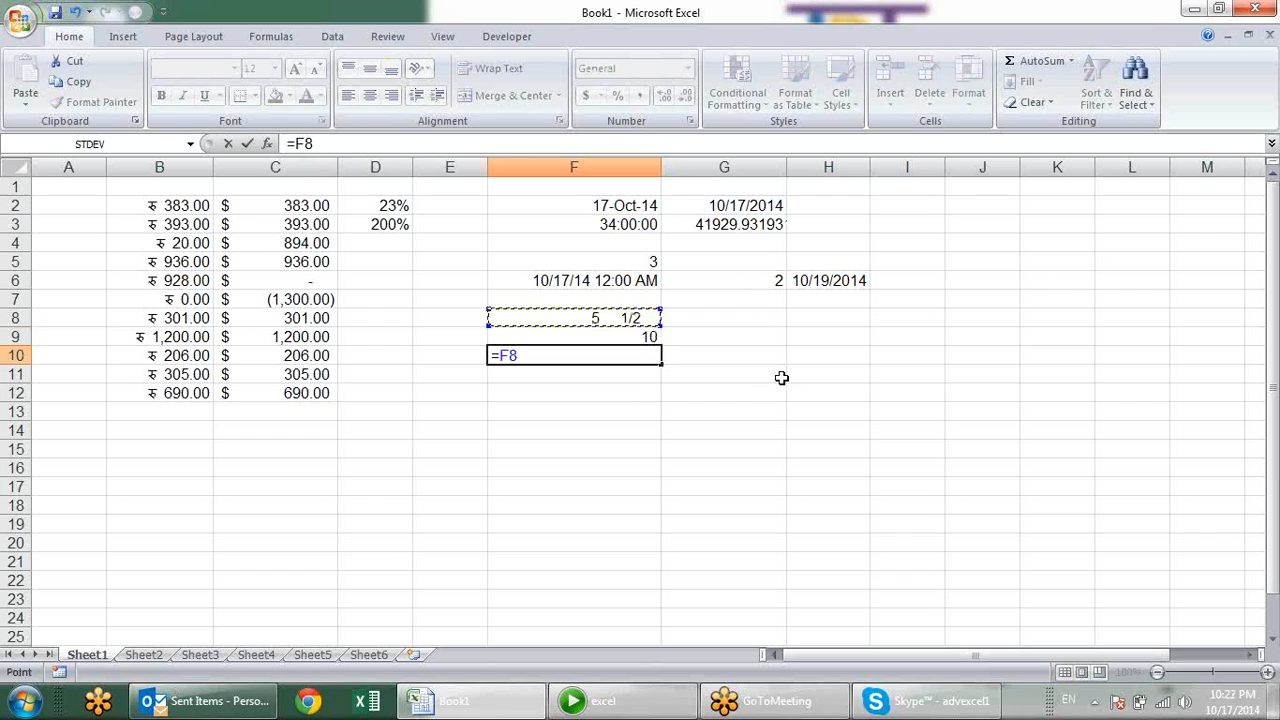 Book1 - Microsoft Excel
Home Insert Page Layout Formulas Data Review View Developer
Paste Cut Copy Format Painter Clipboard
12 A A B I U A Font
Wrap Text Merge & Center Alignment
General $ % , Number
Conditional Formatting Format as Table Cell Styles Styles
Insert Delete Format Cells
Σ AutoSum Fill Clear Sort & Filter Find & Select Editing
STDEV fx =F8
A B C D E F G H I J K L M
1
2 रु 383.00 $ 383.00 23% 17-Oct-14 10/17/2014
3 रु 393.00 $ 393.00 200% 34:00:00 41929.93193
4 रु 20.00 $ 894.00
5 रु 936.00 $ 936.00 3
6 रु 928.00 $ - 10/17/14 12:00 AM 2 10/19/2014
7 रु 0.00 $ (1,300.00)
8 रु 301.00 $ 301.00 5 1/2
9 रु 1,200.00 $ 1,200.00 10
10 रु 206.00 $ 206.00 =F8
11 रु 305.00 $ 305.00
12 रु 690.00 $ 690.00
13
14
15
16
17
18
19
20
21
22
23
24
25
Sheet1 Sheet2 Sheet3 Sheet4 Sheet5 Sheet6
Point 100%
Sent Items - Perso... Book1 excel GoToMeeting Skype™ - advexcel1 EN 10:22 PM
10/17/2014